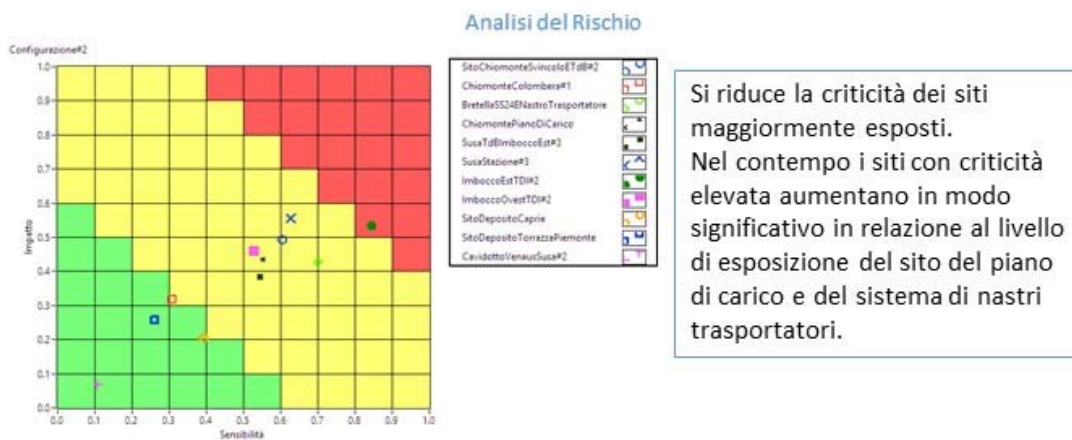 Analisi del Rischio
Configurazione#2
1.0
0.9
0.8
0.7
0.6
0.5
0.4
0.3
0.2
0.1
0.0
Impatto
0.0 0.1 0.2 0.3 0.4 0.5 0.6 0.7 0.8 0.9 1.0
Sensibilità
SitoChiomonteSvincoloETdB#2
ChiomonteColombera#1
BretellaSS24ENastroTrasportatore
ChiomontePianoDiCarico
SusaTdBImboccoEst#3
SusaStazione#3
ImboccoEstTDI#2
ImboccoOvestTDI#2
SitoDepositoCaprie
SitoDepositoTorrazzaPiemonte
CavidottoVenausSusa#2
Si riduce la criticità dei siti
maggiormente esposti.
Nel contempo i siti con criticità
elevata aumentano in modo
significativo in relazione al livello
di esposizione del sito del piano
di carico e del sistema di nastri
trasportatori.